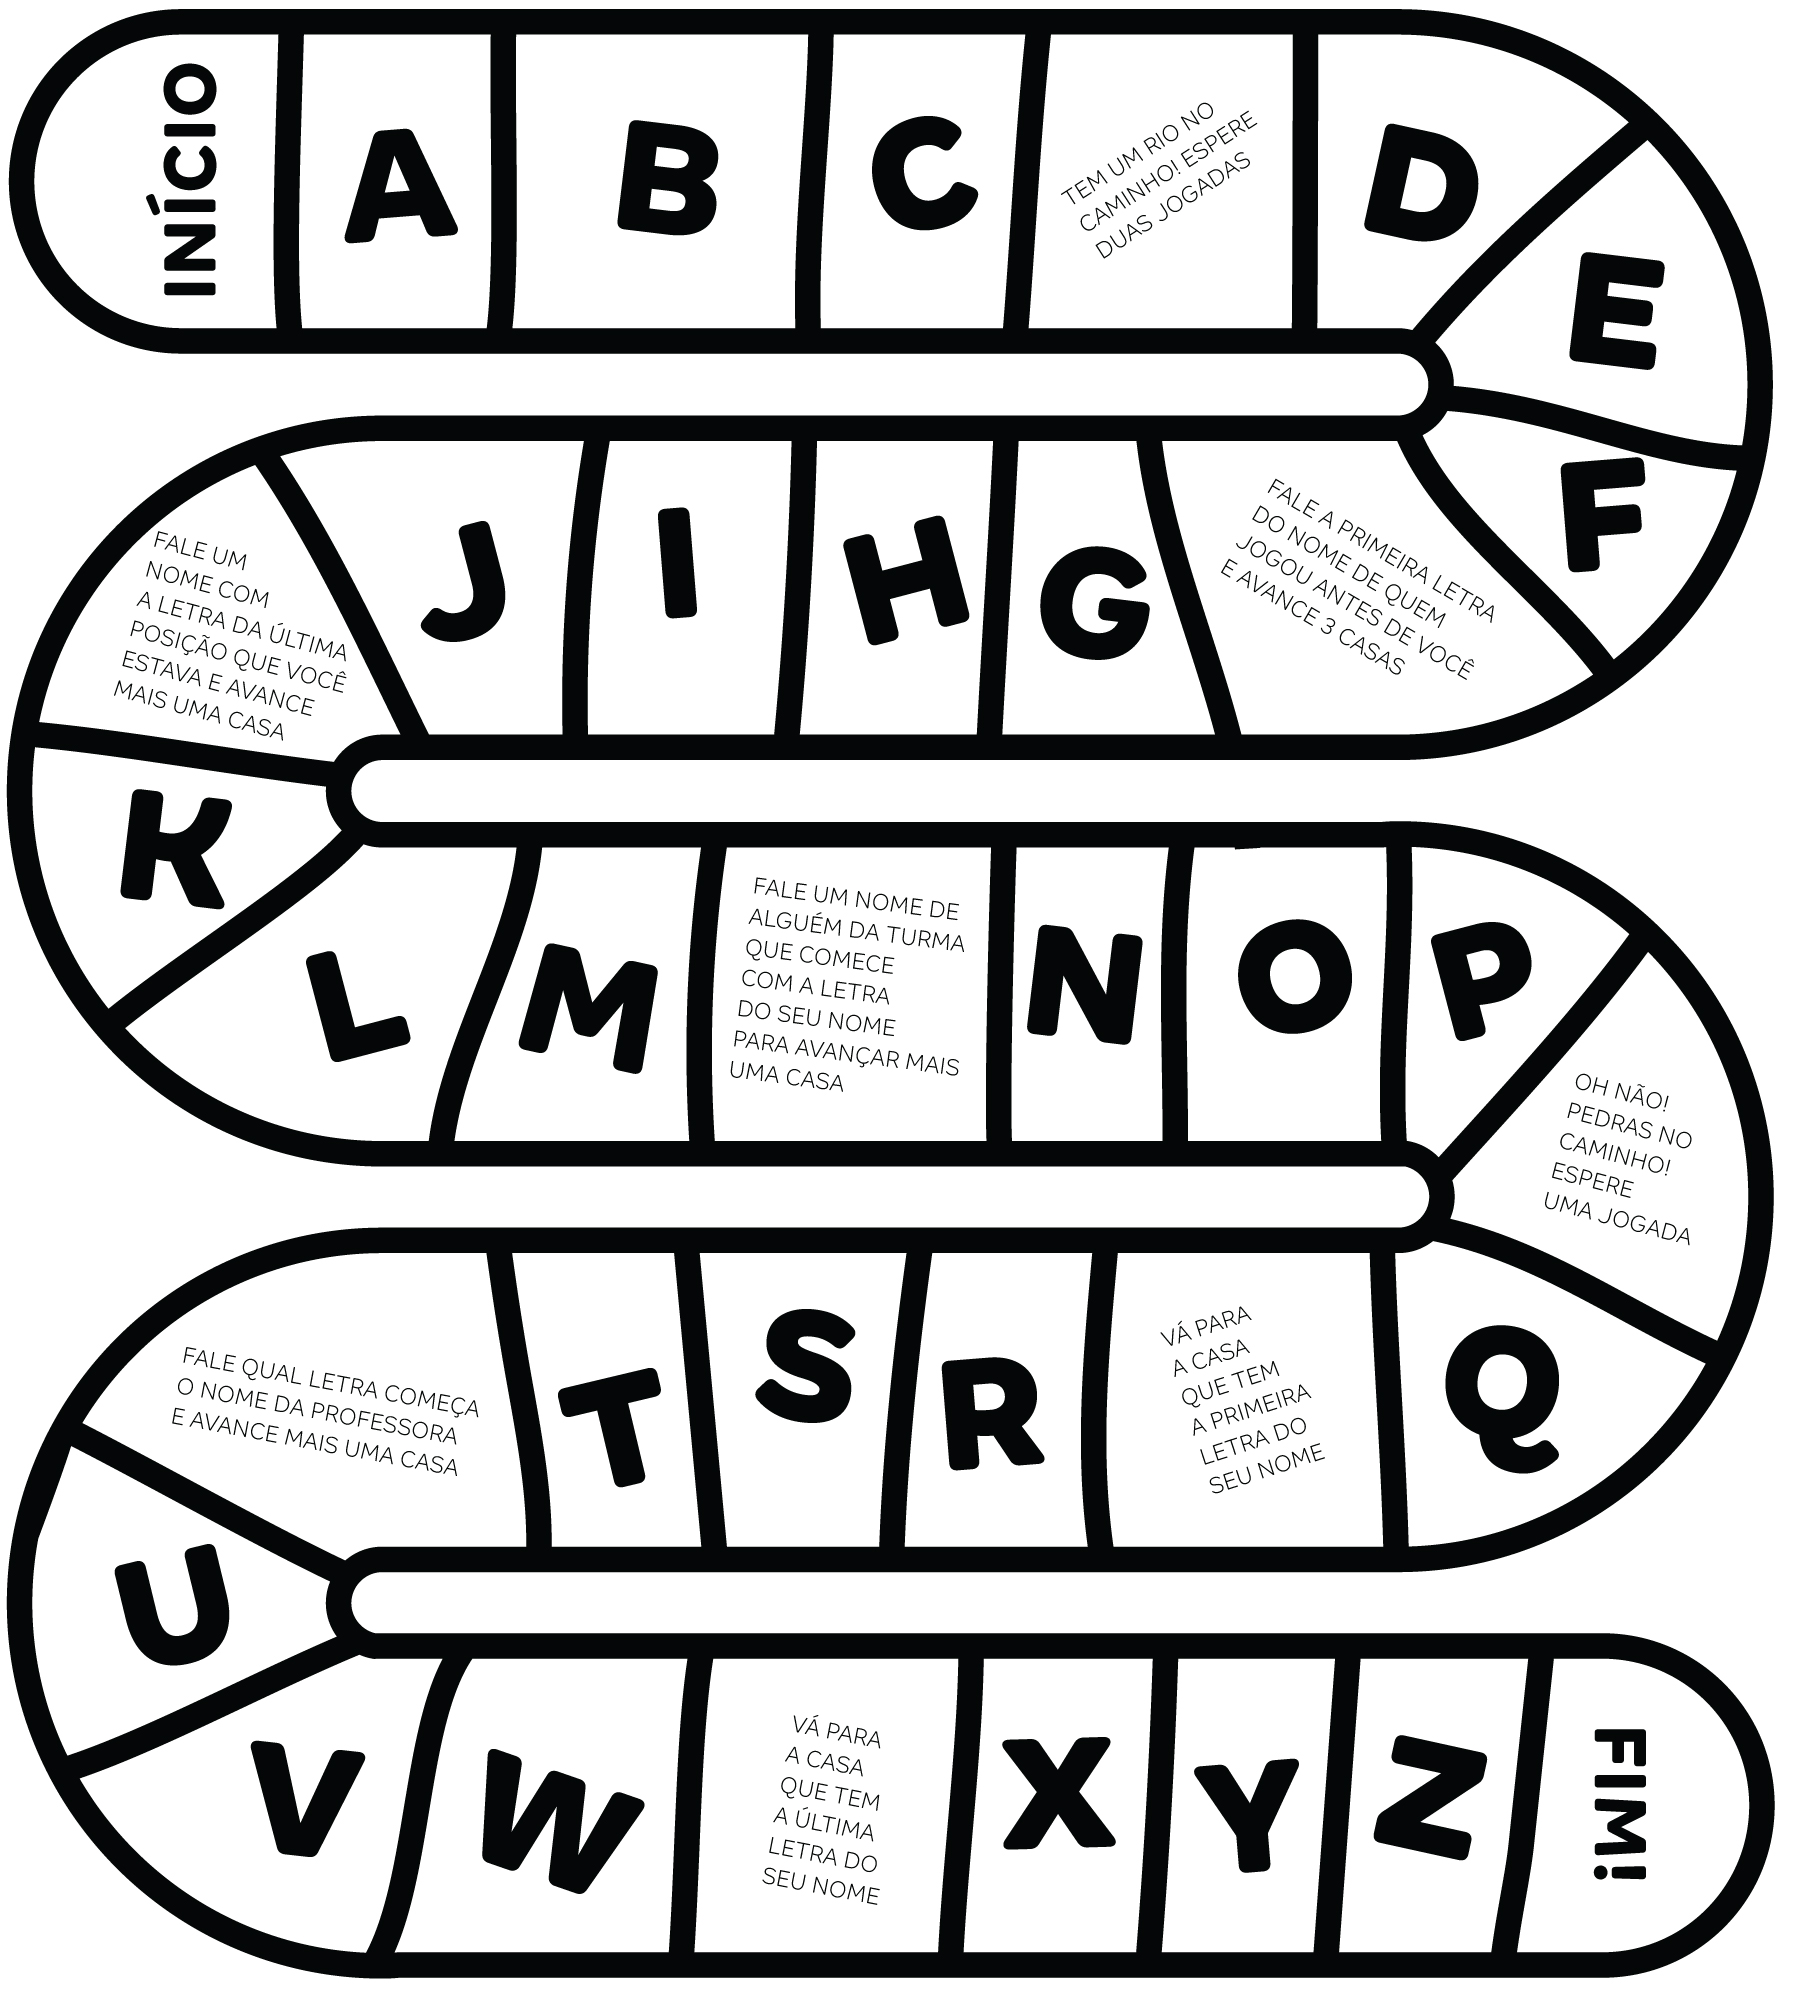 INÍCIO
A
B
C
TEM UM RIO NO
CAMINHO! ESPERE
DUAS JOGADAS
D
E
F
FALE A PRIMEIRA LETRA
DO NOME DE QUEM
JOGOU ANTES DE VOCÊ
E AVANCE 3 CASAS
G
H
I
J
FALE UM
NOME COM
A LETRA DA ÚLTIMA
POSIÇÃO QUE VOCÊ
ESTAVA E AVANCE
MAIS UMA CASA
K
L
M
FALE UM NOME DE
ALGUÉM DA TURMA
QUE COMECE
COM A LETRA
DO SEU NOME
PARA AVANÇAR MAIS
UMA CASA
N
O
P
OH NÃO!
PEDRAS NO
CAMINHO!
ESPERE
UMA JOGADA
Q
VÁ PARA
A CASA
QUE TEM
A PRIMEIRA
LETRA DO
SEU NOME
R
S
T
FALE QUAL LETRA COMEÇA
O NOME DA PROFESSORA
E AVANCE MAIS UMA CASA
U
V
W
VÁ PARA
A CASA
QUE TEM
A ÚLTIMA
LETRA DO
SEU NOME
X
Y
Z
FIM!